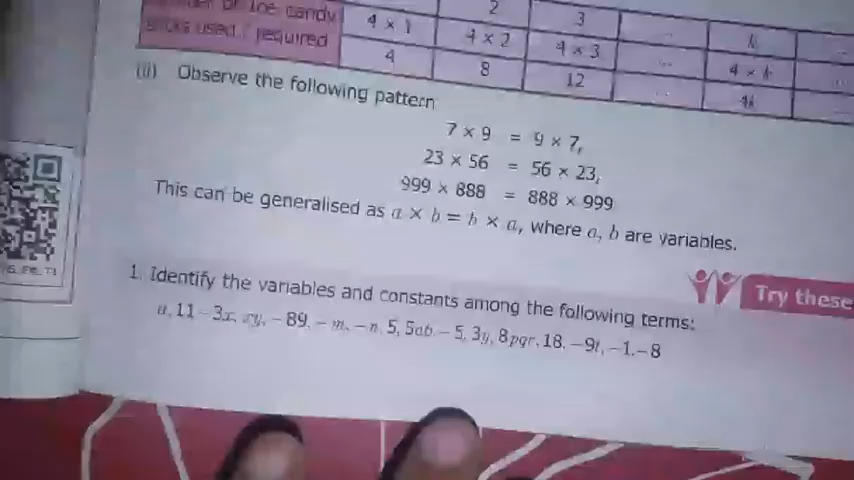 2 3 ... k ...
Ice candy 4 × 1 4 × 2 4 × 3 ... 4 × k
sticks used / required 4 8 12 ... 4k
(ii) Observe the following pattern
7 × 9 = 9 × 7,
23 × 56 = 56 × 23,
999 × 888 = 888 × 999
This can be generalised as a × b = b × a, where a, b are variables.
Try these
1. Identify the variables and constants among the following terms:
a, 11 – 3x, xy, – 89, – m, – n, 5, 5ab, – 5, 3y, 8pqr, 18, –9t, –1, –8